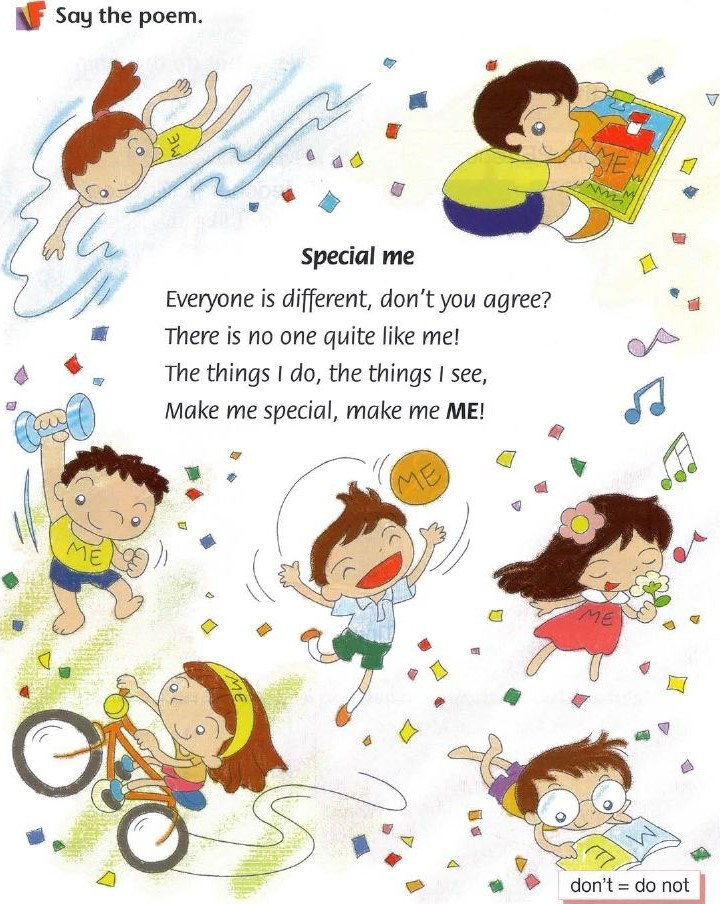 F Say the poem.
ME
ME
Special me
Everyone is different, don't you agree?
There is no one quite like me!
The things I do, the things I see,
Make me special, make me ME!
ME
ME
ME
ME
ME
don't = do not